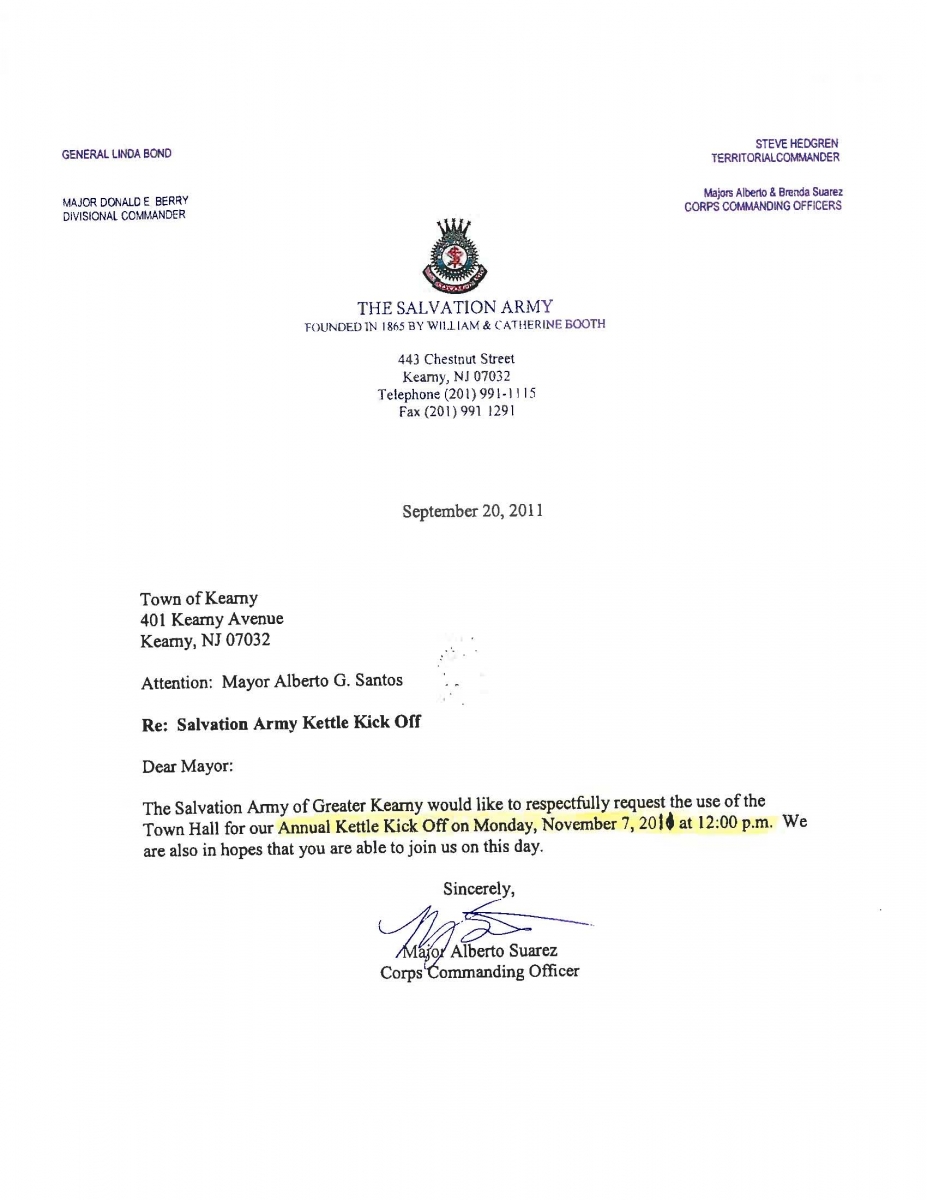 GENERAL LINDA BOND
MAJOR DONALD E. BERRY
DIVISIONAL COMMANDER
STEVE HEDGREN
TERRITORIALCOMMANDER
Majors Alberto & Brenda Suarez
CORPS COMMANDING OFFICERS
THE SALVATION ARMY
FOUNDED IN 1865 BY WILLIAM & CATHERINE BOOTH
443 Chestnut Street
Kearny, NJ 07032
Telephone (201) 991-1115
Fax (201) 991 1291
September 20, 2011
Town of Kearny
401 Kearny Avenue
Kearny, NJ 07032
Attention: Mayor Alberto G. Santos
Re: Salvation Army Kettle Kick Off
Dear Mayor:
The Salvation Army of Greater Kearny would like to respectfully request the use of the
Town Hall for our Annual Kettle Kick Off on Monday, November 7, at 12:00 p.m. We
are also in hopes that you are able to join us on this day.
Sincerely,
Major Alberto Suarez
Corps Commanding Officer